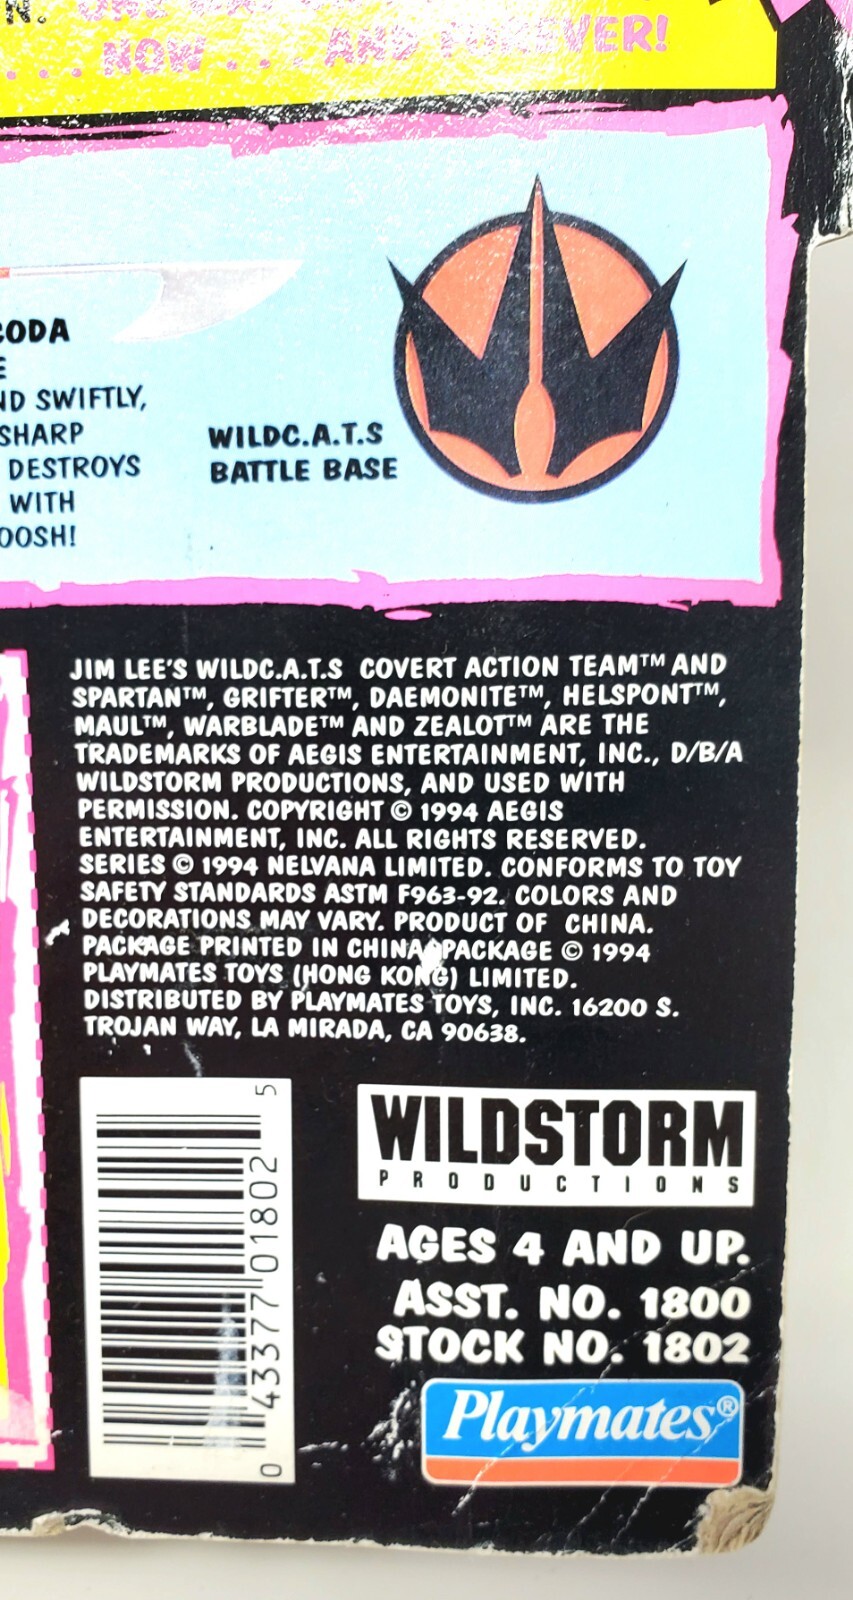 N. ONE WAY
. . . . NOW . . . AND FOREVER!
CODA
E
ND SWIFTLY,
SHARP
DESTROYS
WITH
OOSH!
WILDC.A.T.S
BATTLE BASE
JIM LEE'S WILDC.A.T.S COVERT ACTION TEAM™ AND
SPARTAN™, GRIFTER™, DAEMONITE™, HELSPONT™,
MAUL™, WARBLADE™ AND ZEALOT™ ARE THE
TRADEMARKS OF AEGIS ENTERTAINMENT, INC., D/B/A
WILDSTORM PRODUCTIONS, AND USED WITH
PERMISSION. COPYRIGHT © 1994 AEGIS
ENTERTAINMENT, INC. ALL RIGHTS RESERVED.
SERIES © 1994 NELVANA LIMITED. CONFORMS TO TOY
SAFETY STANDARDS ASTM F963-92. COLORS AND
DECORATIONS MAY VARY. PRODUCT OF CHINA.
PACKAGE PRINTED IN CHINA. PACKAGE © 1994
PLAYMATES TOYS (HONG KONG) LIMITED.
DISTRIBUTED BY PLAYMATES TOYS, INC. 16200 S.
TROJAN WAY, LA MIRADA, CA 90638.
0 43377 01802 5
WILDSTORM
PRODUCTIONS
AGES 4 AND UP.
ASST. NO. 1800
STOCK NO. 1802
Playmates®